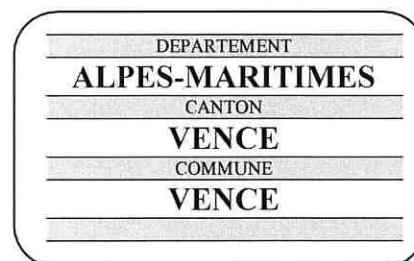 DEPARTEMENT
ALPES-MARITIMES
CANTON
VENCE
COMMUNE
VENCE